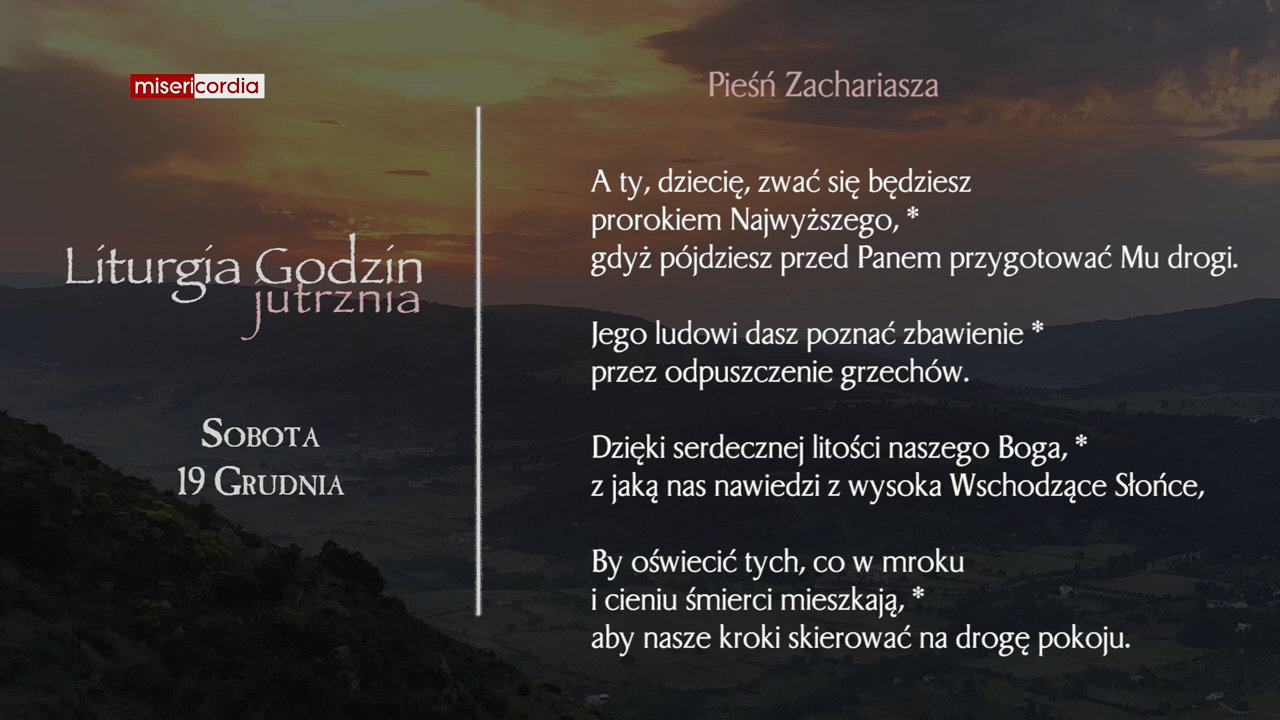 misericordia
Liturgia Godzin
jutrznia
Sobota
19 Grudnia
Pieśń Zachariasza
A ty, dziecię, zwać się będziesz
prorokiem Najwyższego, *
gdyż pójdziesz przed Panem przygotować Mu drogi.
Jego ludowi dasz poznać zbawienie *
przez odpuszczenie grzechów.
Dzięki serdecznej litości naszego Boga, *
z jaką nas nawiedzi z wysoka Wschodzące Słońce,
By oświecić tych, co w mroku
i cieniu śmierci mieszkają, *
aby nasze kroki skierować na drogę pokoju.